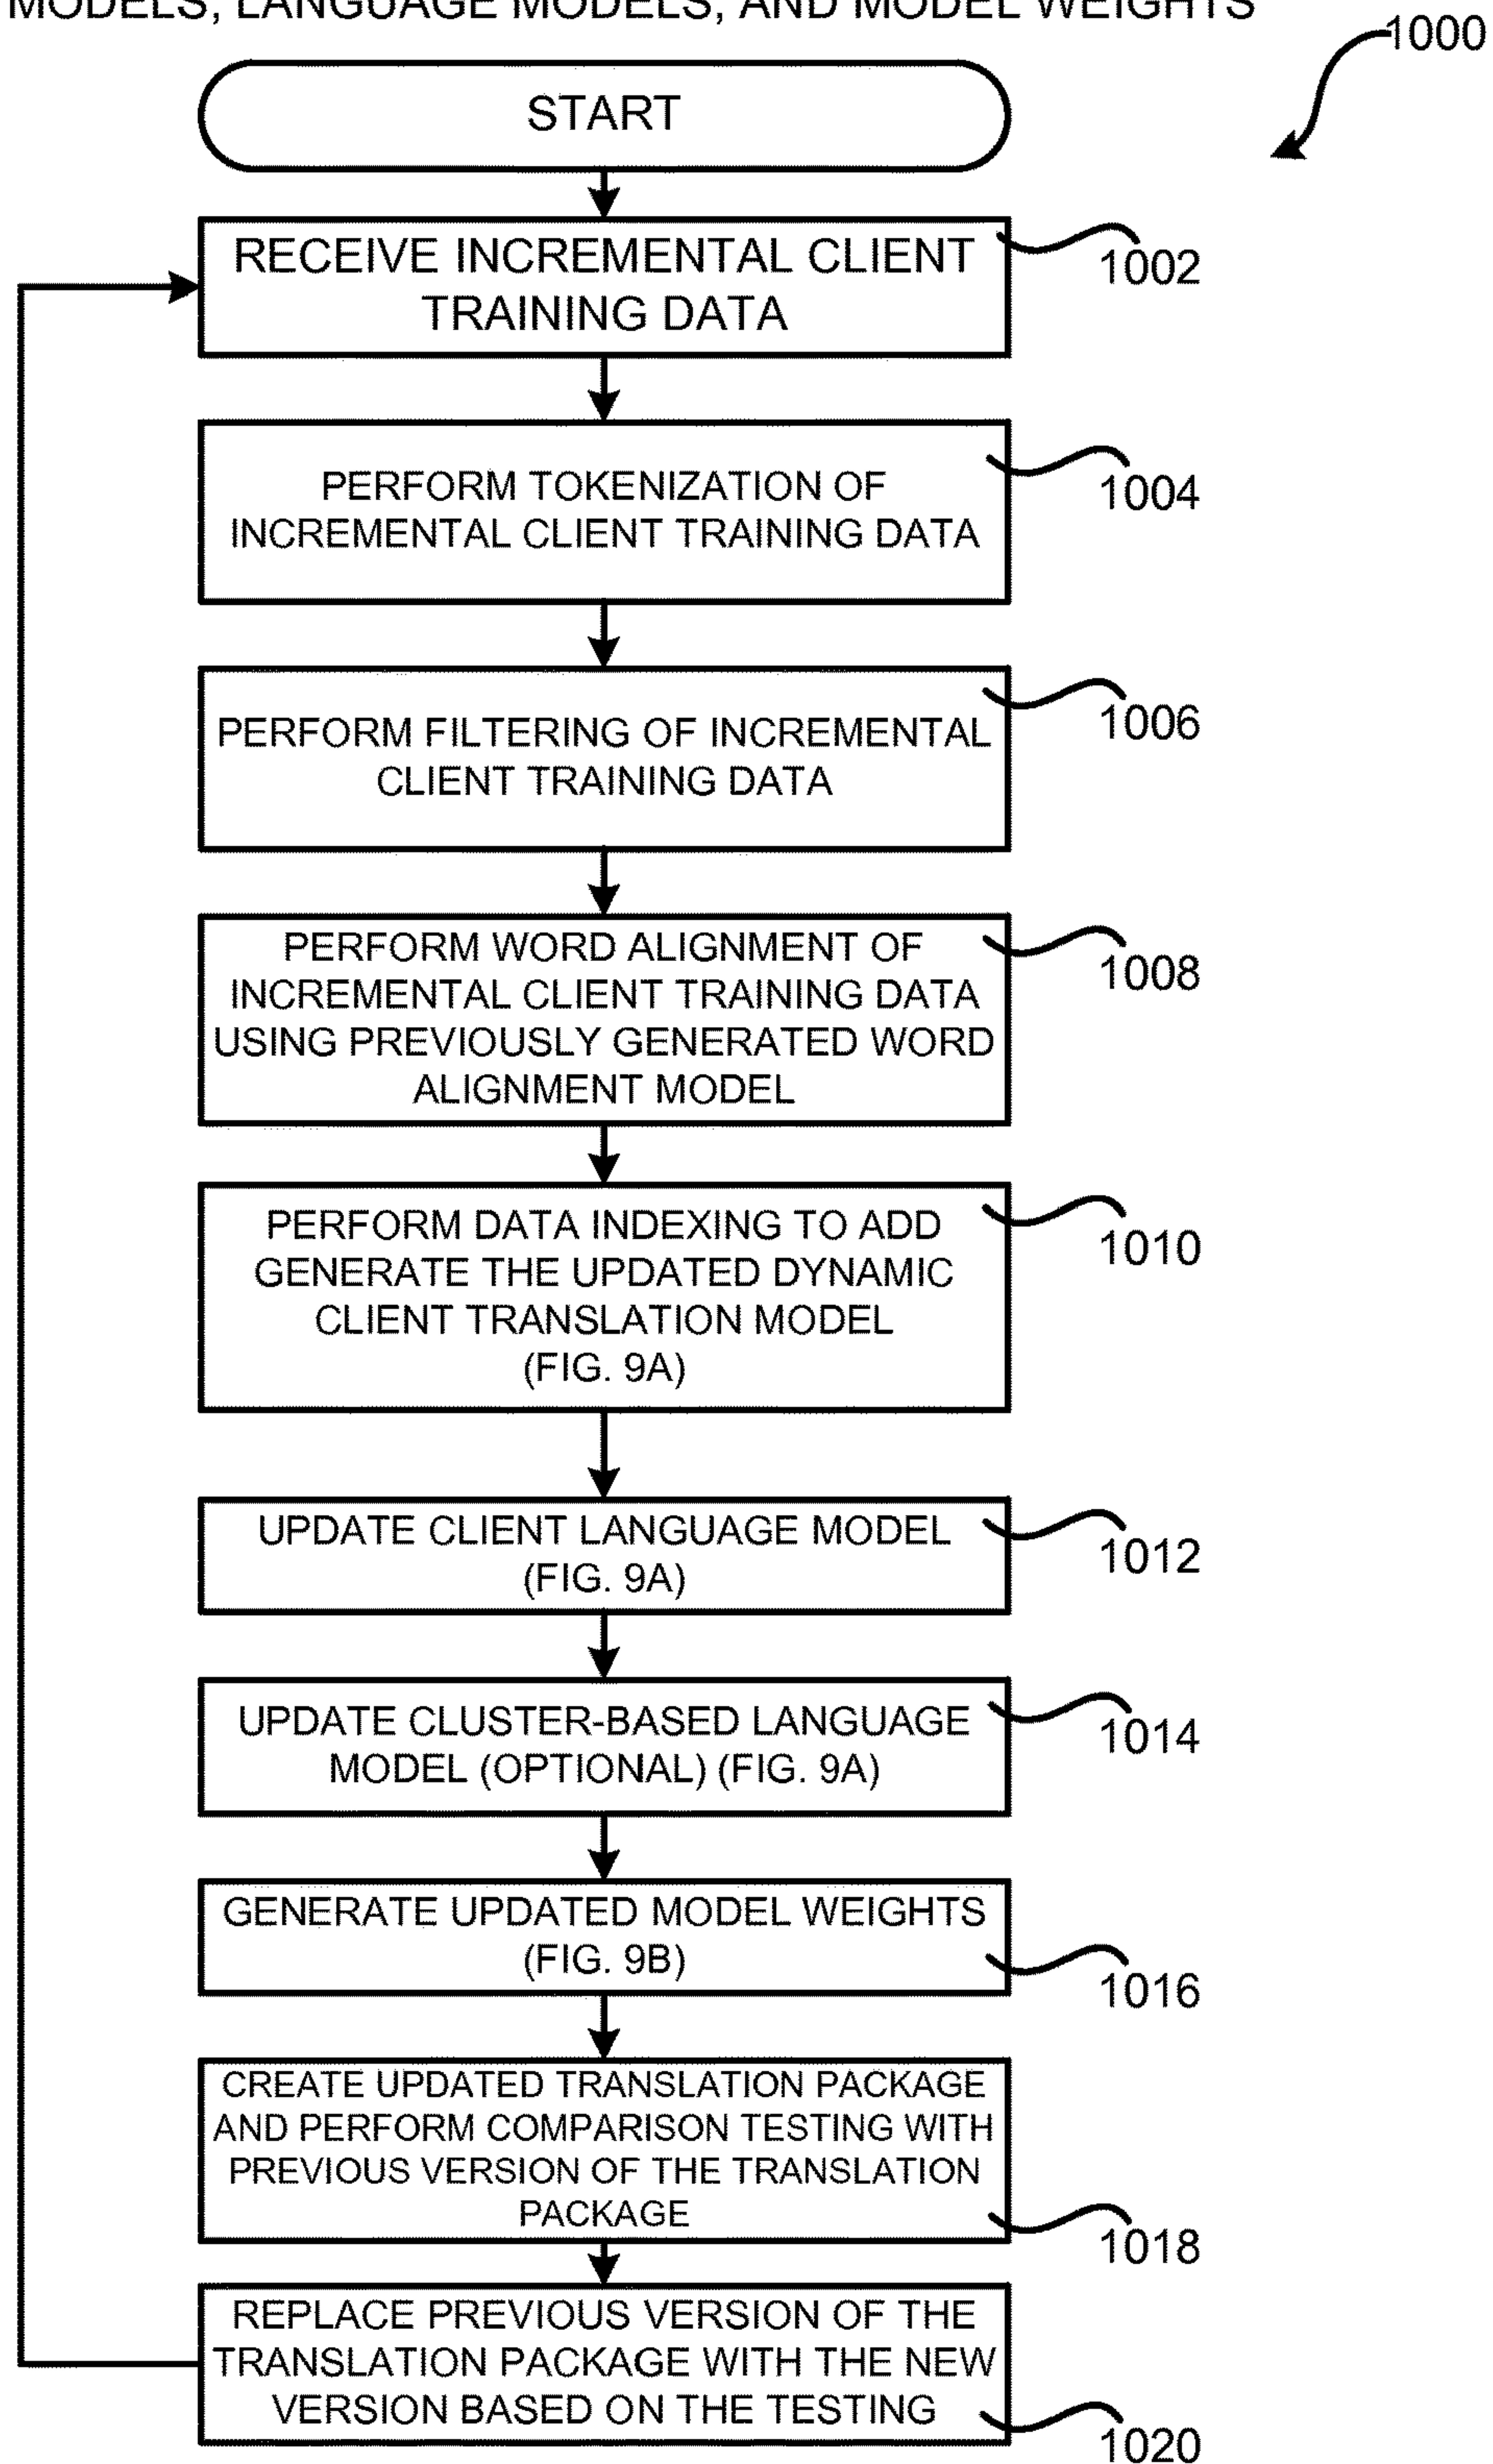 MODELS, LANGUAGE MODELS, AND MODEL WEIGHTS
1000
START
RECEIVE INCREMENTAL CLIENT
TRAINING DATA
1002
PERFORM TOKENIZATION OF
INCREMENTAL CLIENT TRAINING DATA
1004
PERFORM FILTERING OF INCREMENTAL
CLIENT TRAINING DATA
1006
PERFORM WORD ALIGNMENT OF
INCREMENTAL CLIENT TRAINING DATA
USING PREVIOUSLY GENERATED WORD
ALIGNMENT MODEL
1008
PERFORM DATA INDEXING TO ADD
GENERATE THE UPDATED DYNAMIC
CLIENT TRANSLATION MODEL
(FIG. 9A)
1010
UPDATE CLIENT LANGUAGE MODEL
(FIG. 9A)
1012
UPDATE CLUSTER-BASED LANGUAGE
MODEL (OPTIONAL) (FIG. 9A)
1014
GENERATE UPDATED MODEL WEIGHTS
(FIG. 9B)
1016
CREATE UPDATED TRANSLATION PACKAGE
AND PERFORM COMPARISON TESTING WITH
PREVIOUS VERSION OF THE TRANSLATION
PACKAGE
1018
REPLACE PREVIOUS VERSION OF THE
TRANSLATION PACKAGE WITH THE NEW
VERSION BASED ON THE TESTING
1020